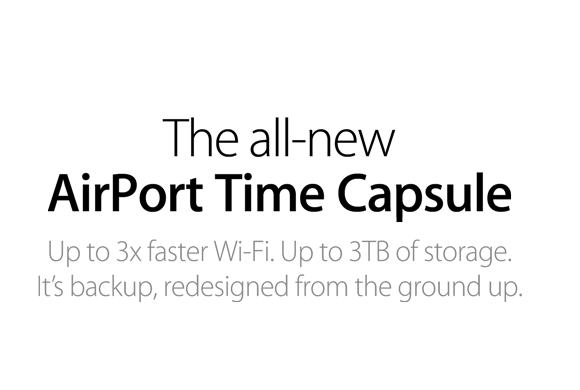 The all-new
AirPort Time Capsule
Up to 3x faster Wi-Fi. Up to 3TB of storage.
It’s backup, redesigned from the ground up.